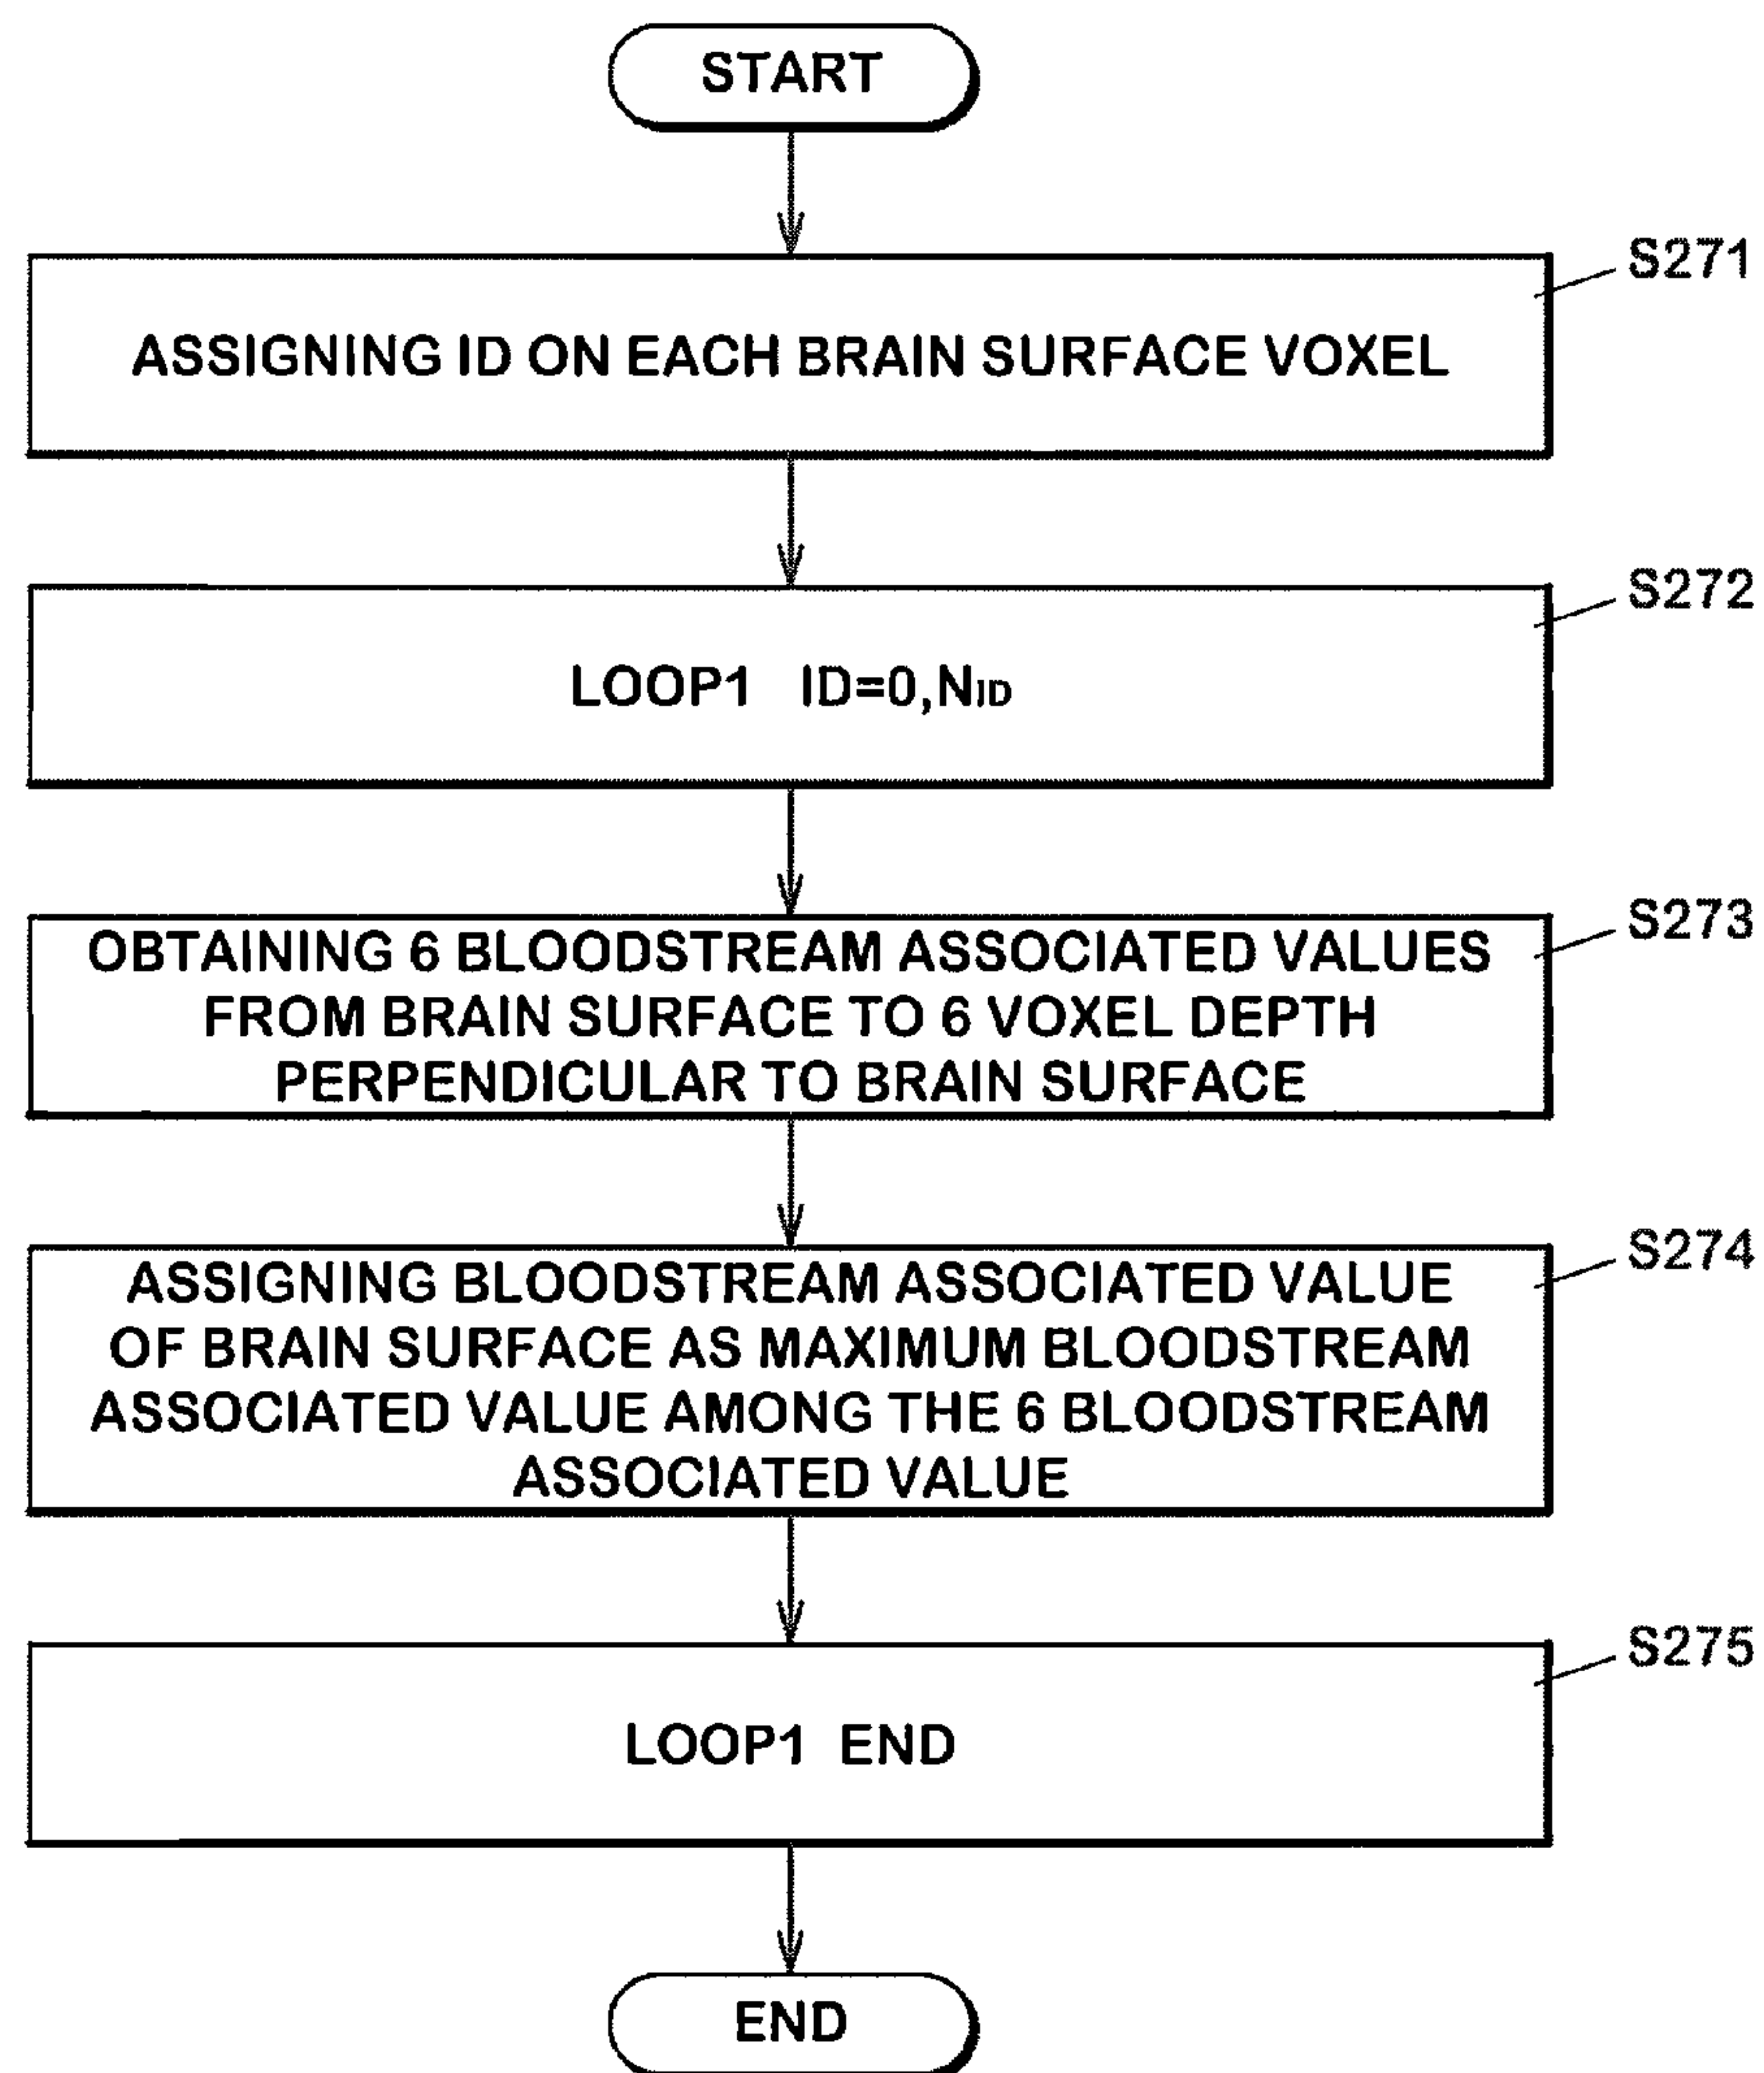 START
S271
ASSIGNING ID ON EACH BRAIN SURFACE VOXEL
S272
LOOP1 ID=0,NID
S273
OBTAINING 6 BLOODSTREAM ASSOCIATED VALUES
FROM BRAIN SURFACE TO 6 VOXEL DEPTH
PERPENDICULAR TO BRAIN SURFACE
S274
ASSIGNING BLOODSTREAM ASSOCIATED VALUE
OF BRAIN SURFACE AS MAXIMUM BLOODSTREAM
ASSOCIATED VALUE AMONG THE 6 BLOODSTREAM
ASSOCIATED VALUE
S275
LOOP1 END
END